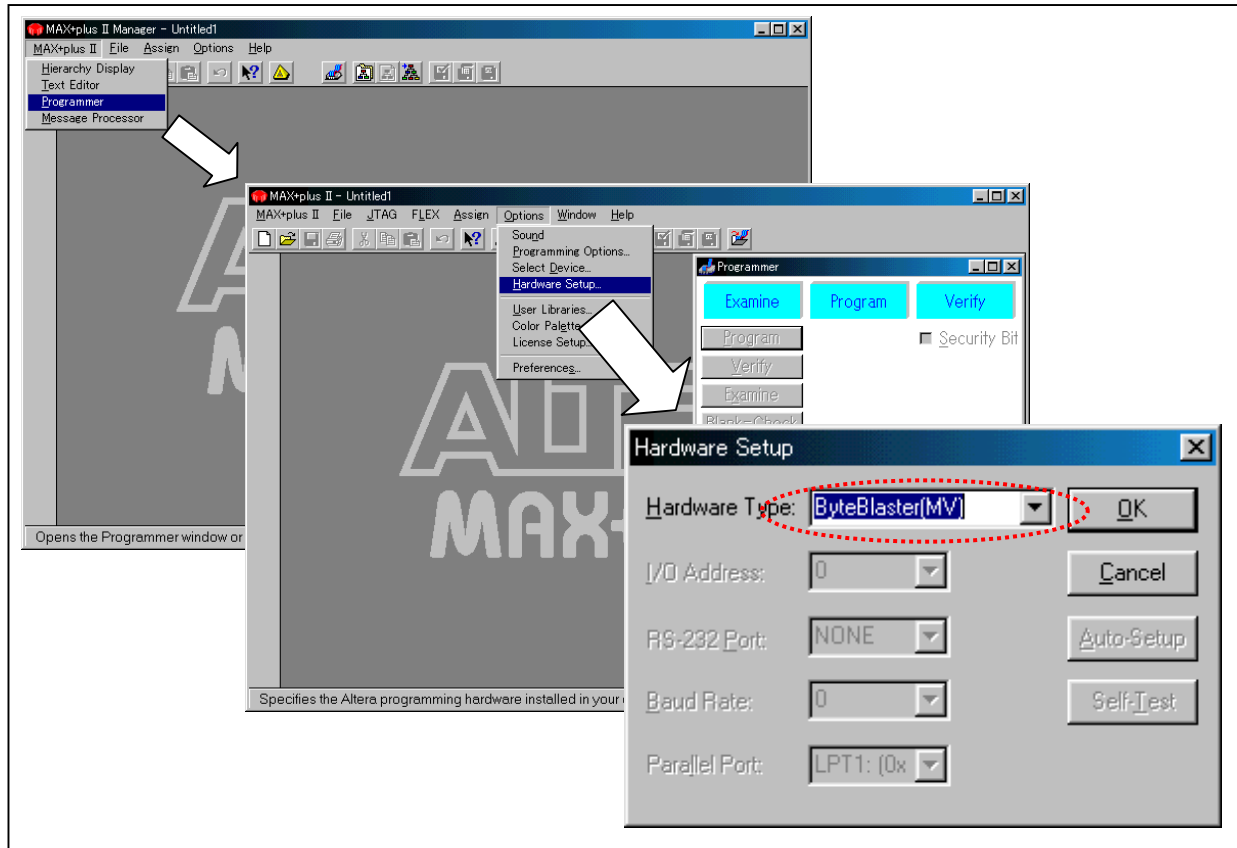 MAX+plus II Manager - Untitled1
MAX+plus II File Assign Options Help
Hierarchy Display
Text Editor
Programmer
Message Processor
Opens the Programmer window or
MAX+plus II - Untitled1
MAX+plus II File JTAG FLEX Assign Options Window Help
Sound
Programming Options...
Select Device...
Hardware Setup...
User Libraries...
Color Palette
License Setup...
Preferences...
MAX+
Specifies the Altera programming hardware installed in your
Programmer
Examine Program Verify
Program
Security Bit
Verify
Examine
Blank-Check
Hardware Setup
Hardware Type: ByteBlaster(MV) OK
I/O Address: 0 Cancel
RS-232 Port: NONE Auto-Setup
Baud Rate: 0 Self-Test
Parallel Port: LPT1: (0x